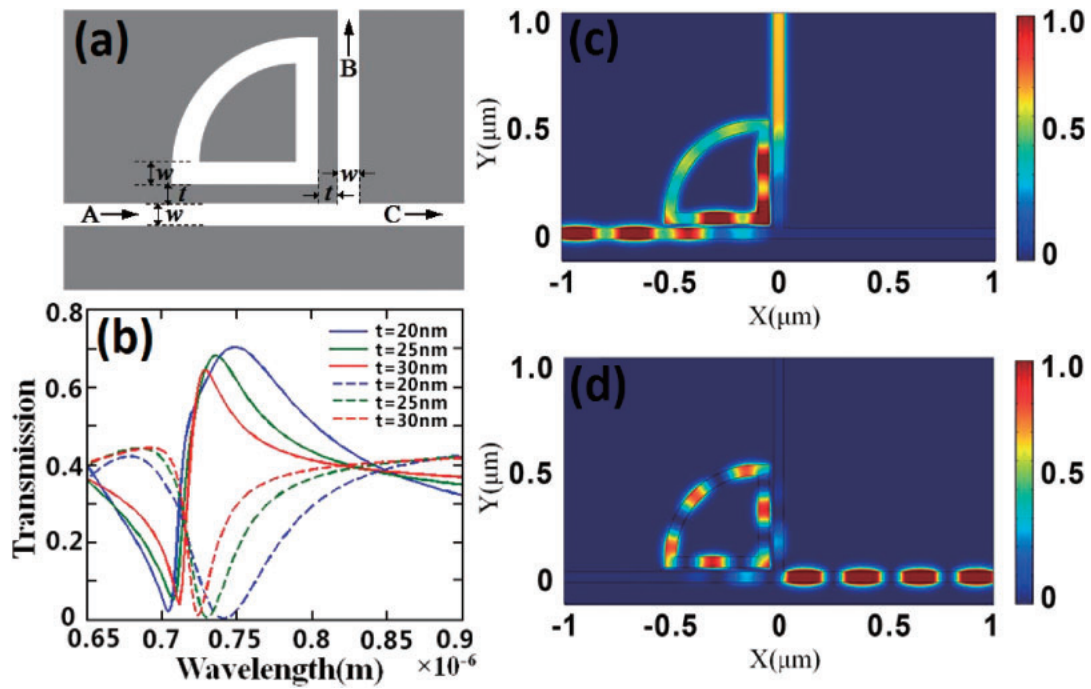 (a)
B
w
t
w
t
A
w
C
(b)
0.8
0.6
0.4
0.2
0
Transmission
t=20nm
t=25nm
t=30nm
t=20nm
t=25nm
t=30nm
0.65 0.7 0.75 0.8 0.85 0.9
Wavelength(m) ×10⁻⁶
(c)
1.0
0.5
0
Y(μm)
-1 -0.5 0 0.5 1
X(μm)
1.0
0.5
0
(d)
1.0
0.5
0
Y(μm)
-1 -0.5 0 0.5 1
X(μm)
1.0
0.5
0